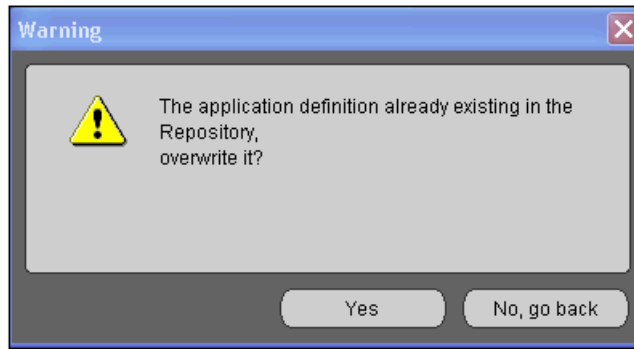 Warning
The application definition already existing in the
Repository,
overwrite it?
Yes
No, go back